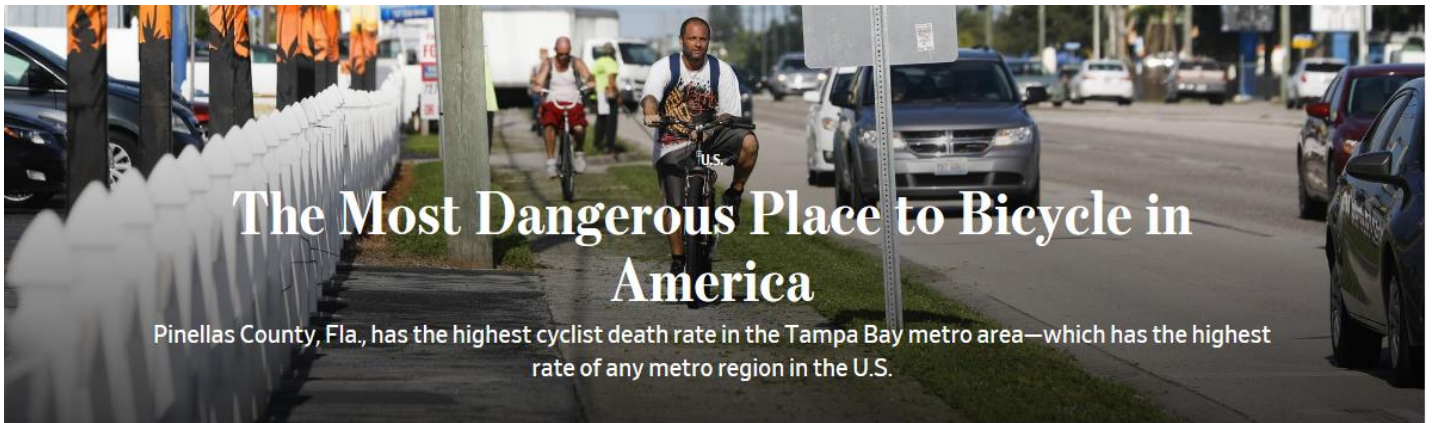 U.S.
The Most Dangerous Place to Bicycle in
America
Pinellas County, Fla., has the highest cyclist death rate in the Tampa Bay metro area—which has the highest
rate of any metro region in the U.S.